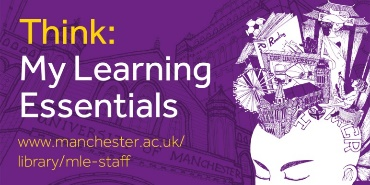 Think:
My Learning
Essentials
www.manchester.ac.uk/
library/mle-staff